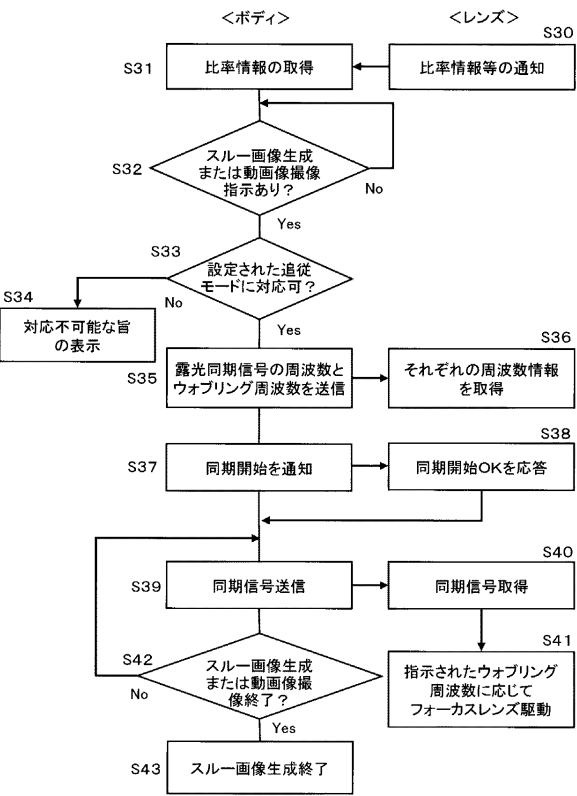 <ボディ>
<レンズ>
S30
S31
比率情報の取得
比率情報等の通知
S32
スルー画像生成
または動画像撮像
指示あり?
No
Yes
S33
設定された追従
モードに対応可?
No
S34
対応不可能な旨
の表示
Yes
S35
露光同期信号の周波数と
ウォブリング周波数を送信
S36
それぞれの周波数情報
を取得
S37
同期開始を通知
S38
同期開始OKを応答
S39
同期信号送信
S40
同期信号取得
S41
指示されたウォブリング
周波数に応じて
フォーカスレンズ駆動
S42
スルー画像生成
または動画像撮
像終了?
No
Yes
S43
スルー画像生成終了